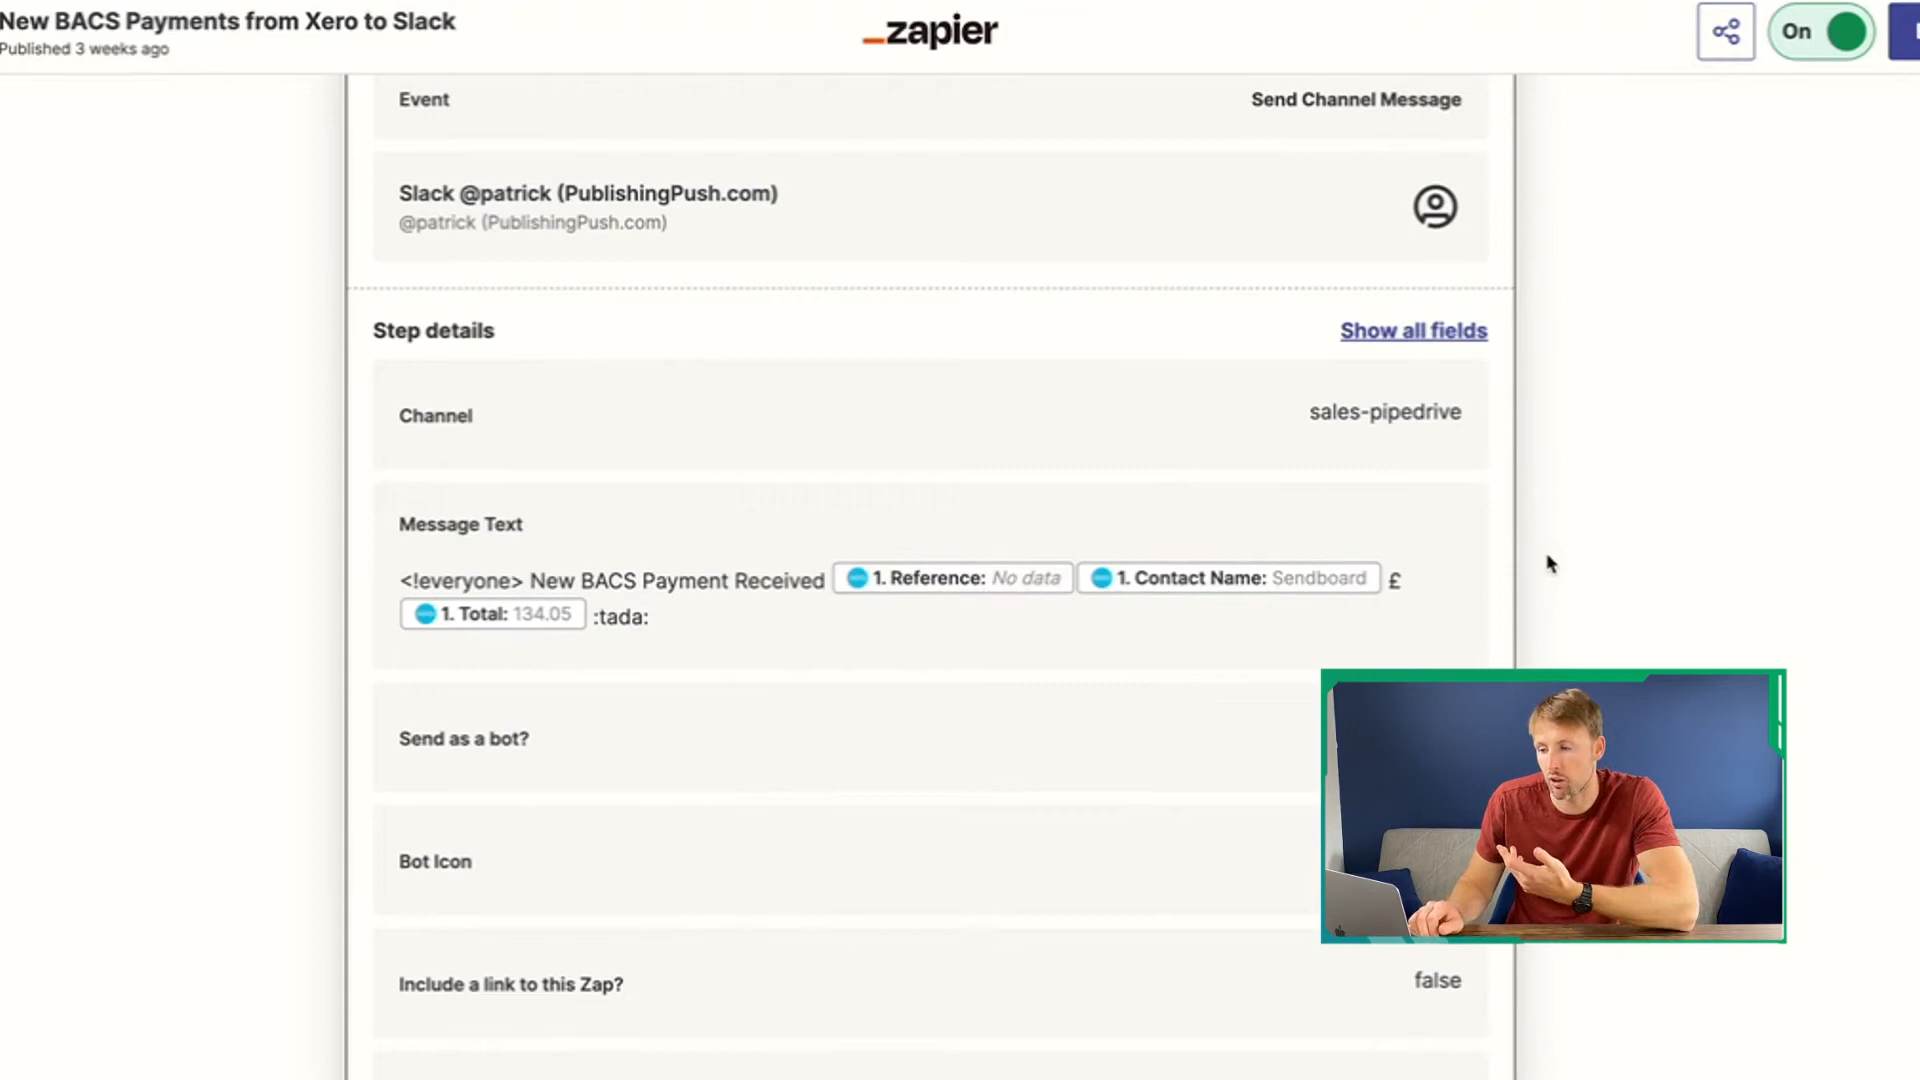 New BACS Payments from Xero to Slack
Published 3 weeks ago
zapier
On
Event
Send Channel Message
Slack @patrick (PublishingPush.com)
@patrick (PublishingPush.com)
Step details
Show all fields
Channel
sales-pipedrive
Message Text
<!everyone> New BACS Payment Received 1. Reference: No data 1. Contact Name: Sendboard £
1. Total: 134.05 :tada:
Send as a bot?
Bot Icon
Include a link to this Zap?
false